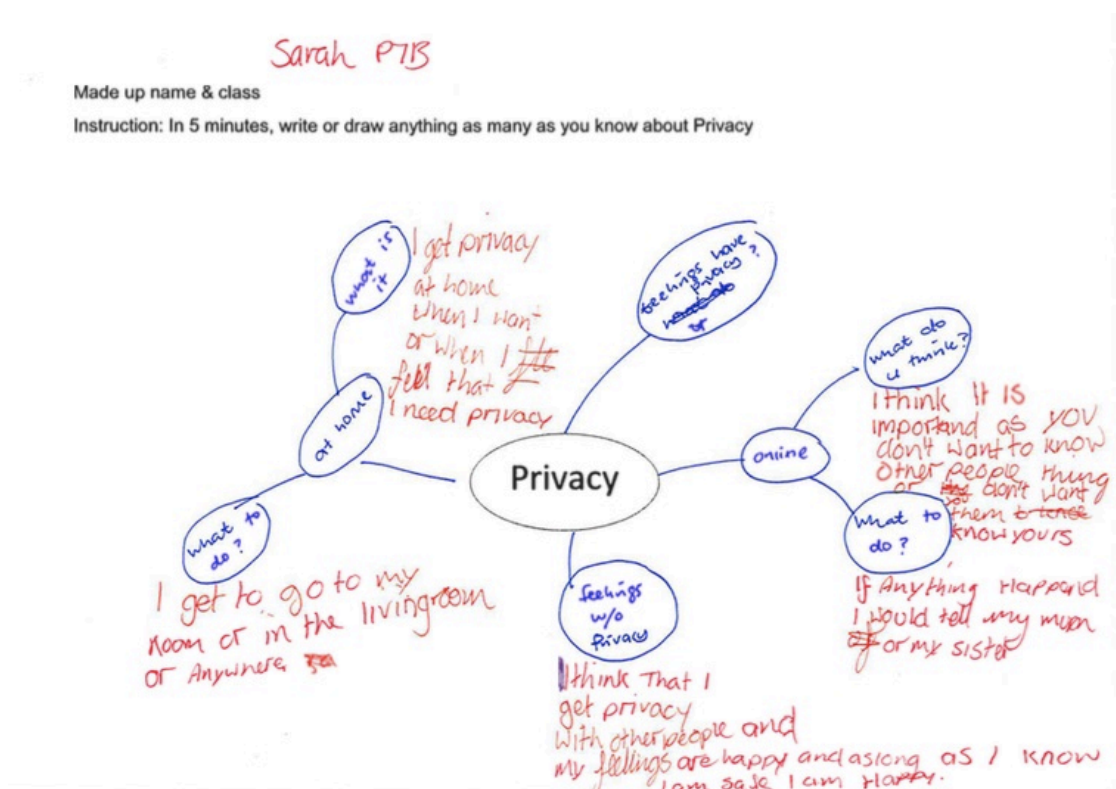 Sarah P7B
Made up name & class
Instruction: In 5 minutes, write or draw anything as many as you know about Privacy
what is
it
I get privacy
at home
when I want
or when I
feel that
I need privacy
at home
what to
do?
I get to go to my
Room or in the livingroom
or Anywhere
Privacy
feelings have
privacy?
or
online
what do
u think?
I think It IS
important as you
don't want to know
other people thing
or you don't want
them
know yours
what to
do?
If Anything Happend
I would tell my mum
or my sister
feelings
w/o
Privacy
I think That I
get privacy
with other people and
my feelings are happy and aslong as I know
I am safe I am Happy.